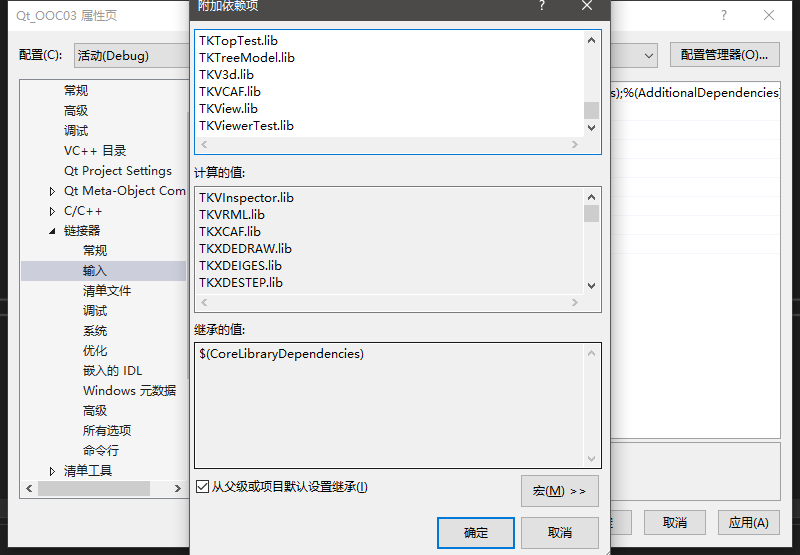 Qt_OOC03 属性页
配置(C):
活动(Debug)
配置管理器(O)...
常规
高级
调试
VC++ 目录
Qt Project Settings
Qt Meta-Object Com
C/C++
链接器
常规
输入
清单文件
调试
系统
优化
嵌入的 IDL
Windows 元数据
高级
所有选项
命令行
清单工具
附加依赖项
TKTopTest.lib
TKTreeModel.lib
TKV3d.lib
TKVCAF.lib
TKView.lib
TKViewerTest.lib
计算的值:
TKVInspector.lib
TKVRML.lib
TKXCAF.lib
TKXDEDRAW.lib
TKXDEIGES.lib
TKXDESTEP.lib
继承的值:
$(CoreLibraryDependencies)
从父级或项目默认设置继承(I)
宏(M) >>
确定
取消
s);%(AdditionalDependencies)
取消
应用(A)